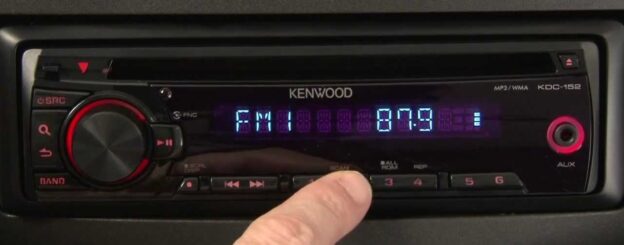 KENWOOD
MP3/WMA
KDC-152
SRC
FNC
FM1 87.9
AUX
BAND
ALL
RDM
REP
3 4 5 6